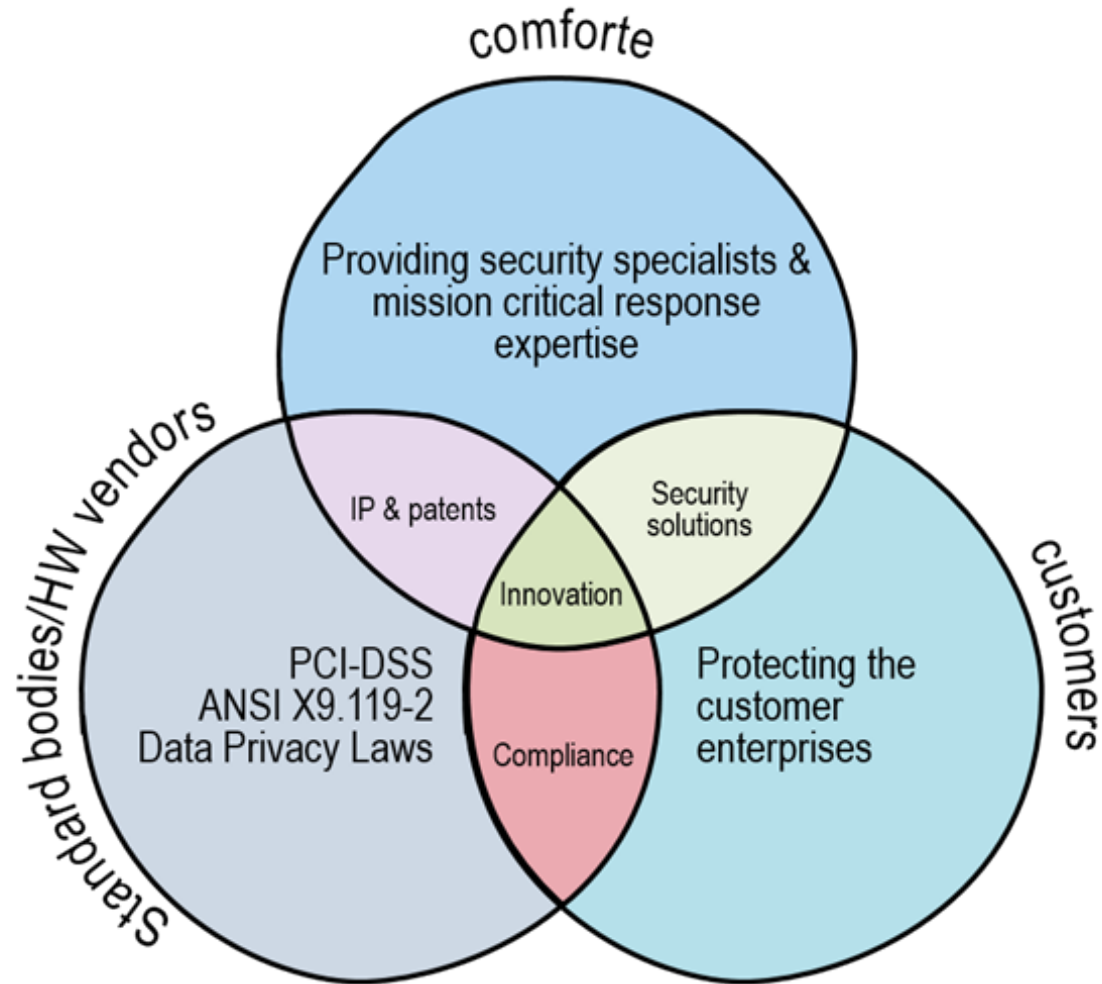 comforte
Providing security specialists &
mission critical response
expertise
Standard bodies/HW vendors
IP & patents
Security
solutions
customers
Innovation
PCI-DSS
ANSI X9.119-2
Data Privacy Laws
Compliance
Protecting the
customer
enterprises